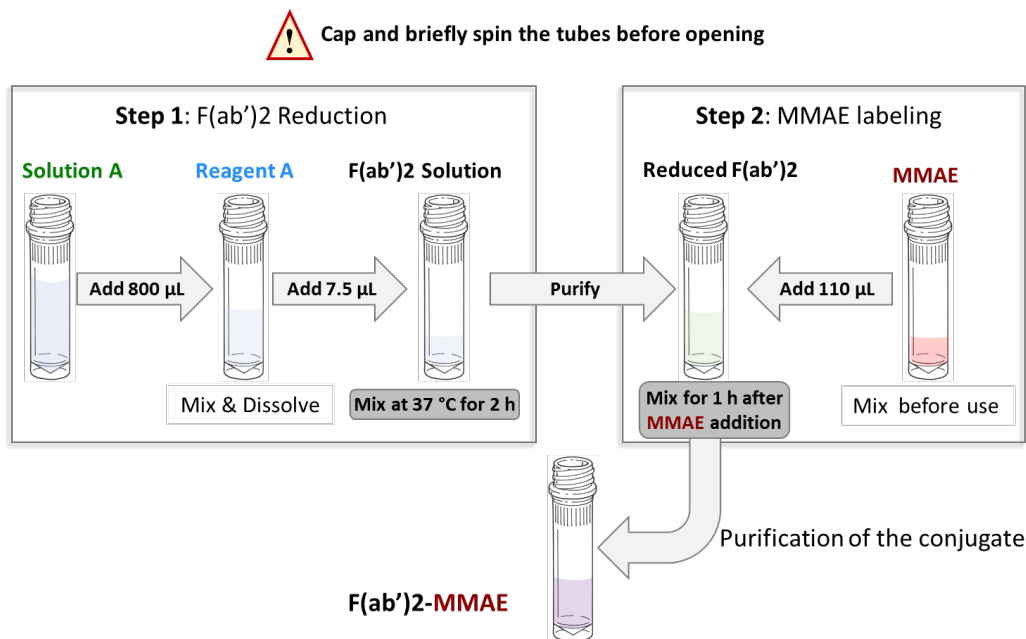 Cap and briefly spin the tubes before opening
Step 1: F(ab’)2 Reduction
Solution A
Reagent A
F(ab’)2 Solution
Add 800 µL
Add 7.5 µL
Mix & Dissolve
Mix at 37 °C for 2 h
Purify
Step 2: MMAE labeling
Reduced F(ab’)2
MMAE
Add 110 µL
Mix for 1 h after
MMAE addition
Mix before use
Purification of the conjugate
F(ab’)2-MMAE